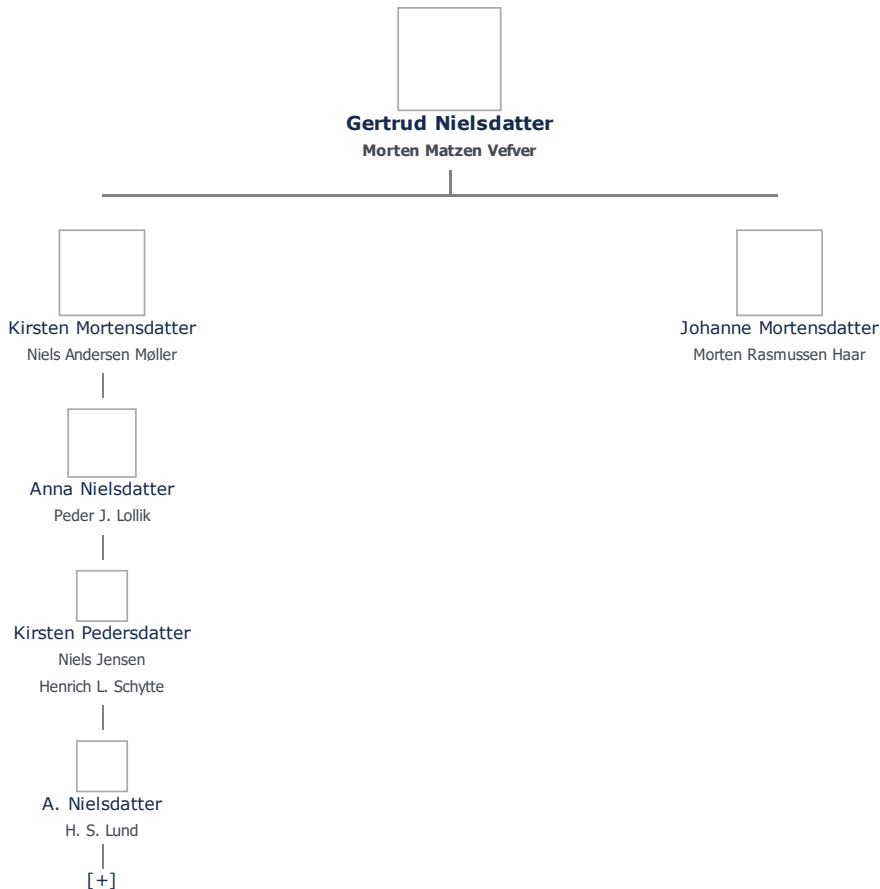 Gertrud Nielsdatter
Morten Matzen Vefver
Kirsten Mortensdatter
Niels Andersen Møller
Johanne Mortensdatter
Morten Rasmussen Haar
Anna Nielsdatter
Peder J. Lollik
Kirsten Pedersdatter
Niels Jensen
Henrich L. Schytte
A. Nielsdatter
H. S. Lund
[+]